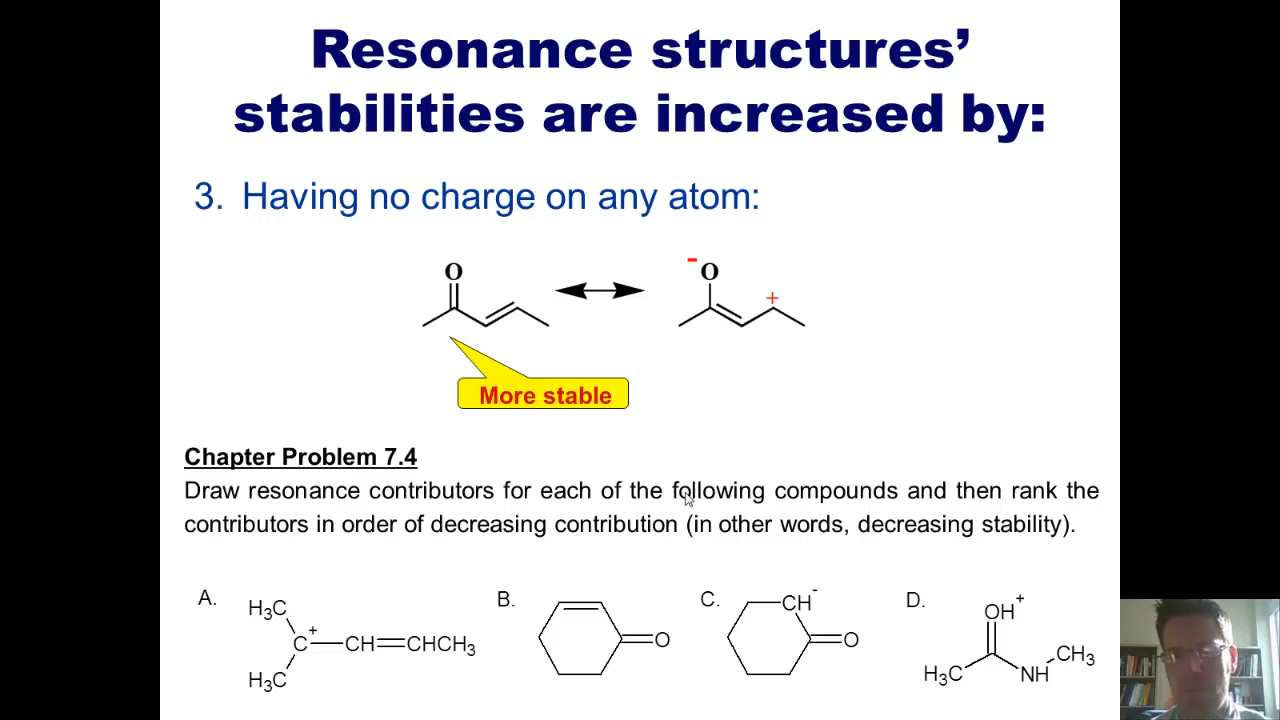 Resonance structures’
stabilities are increased by:
3. Having no charge on any atom:
O
-
O
+
More stable
Chapter Problem 7.4
Draw resonance contributors for each of the following compounds and then rank the
contributors in order of decreasing contribution (in other words, decreasing stability).
A.
H₃C
+
C
CH
CHCH₃
H₃C
B.
O
C.
CH-
O
D.
OH+
H₃C
NH
CH₃